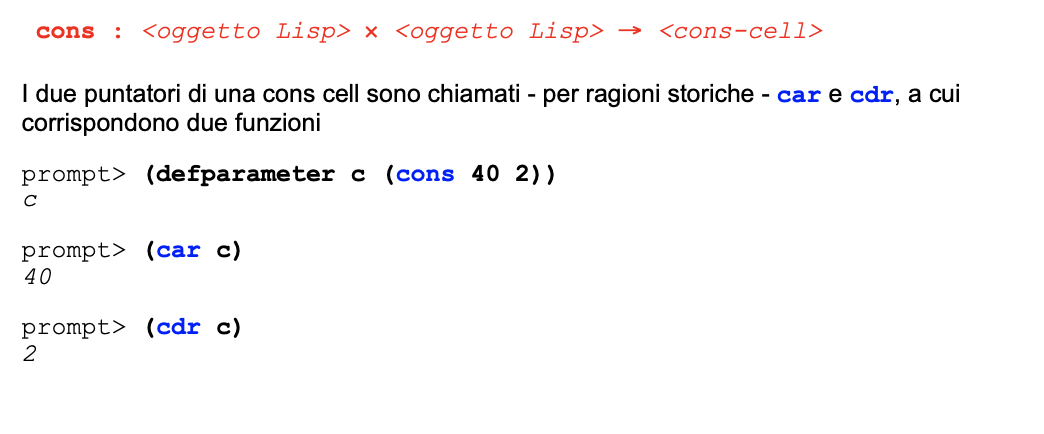 cons : <oggetto Lisp> × <oggetto Lisp> → <cons-cell>
I due puntatori di una cons cell sono chiamati - per ragioni storiche - car e cdr, a cui
corrispondono due funzioni
prompt> (defparameter c (cons 40 2))
c
prompt> (car c)
40
prompt> (cdr c)
2